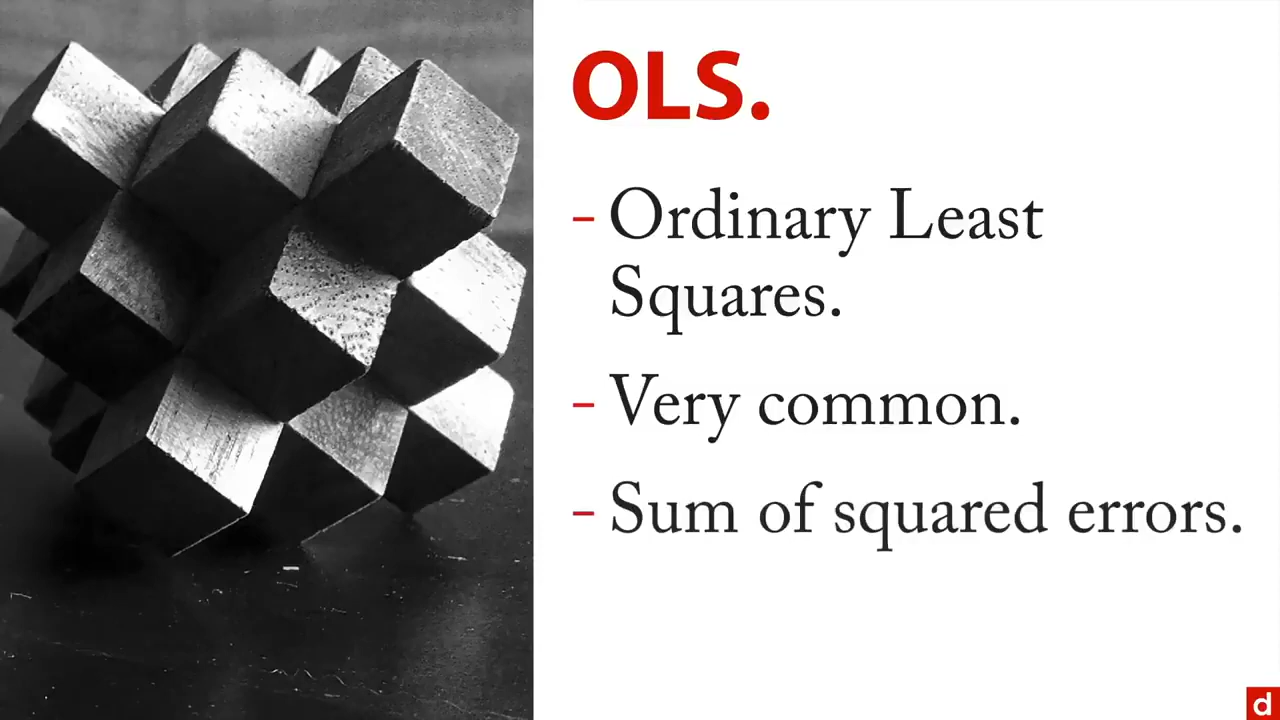 OLS.
- Ordinary Least
Squares.
- Very common.
- Sum of squared errors.
d